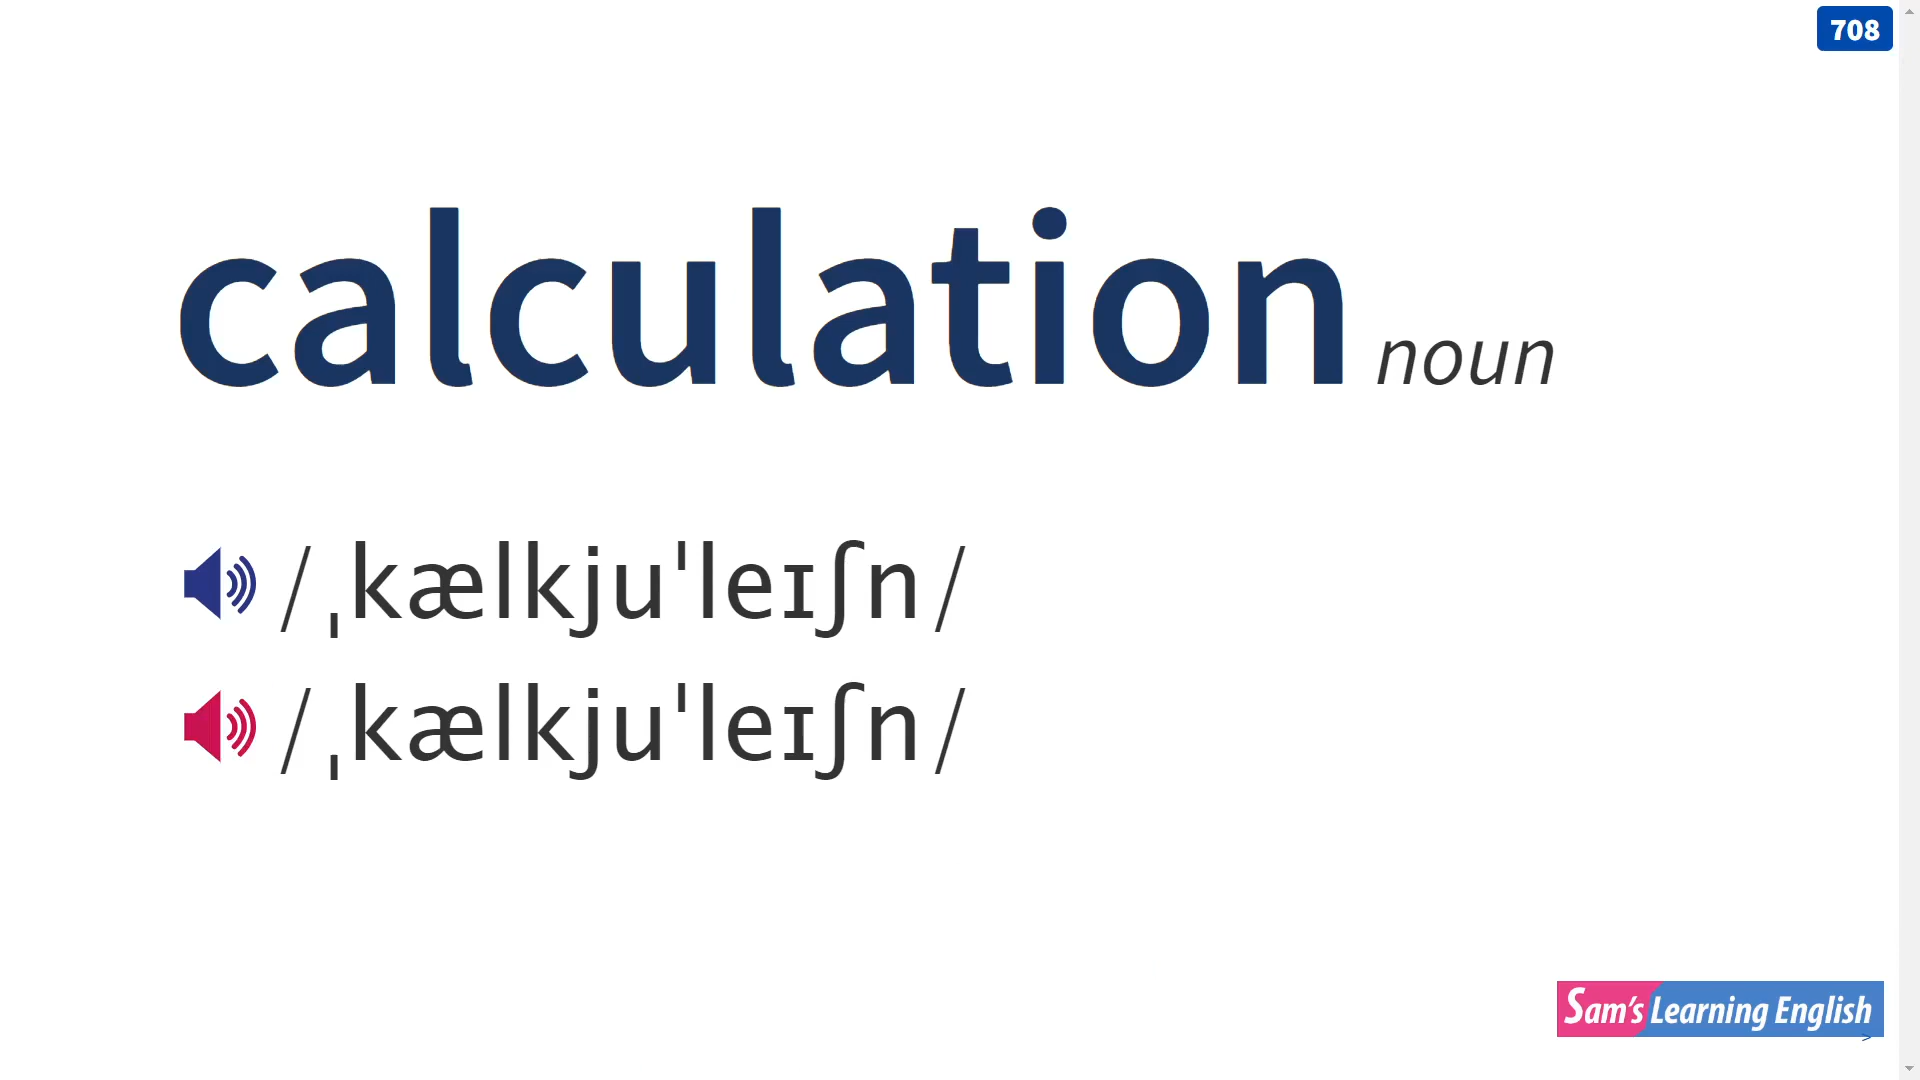 708
calculation noun
/ˌkælkjuˈleɪʃn/
/ˌkælkjuˈleɪʃn/
Sam's Learning English
>